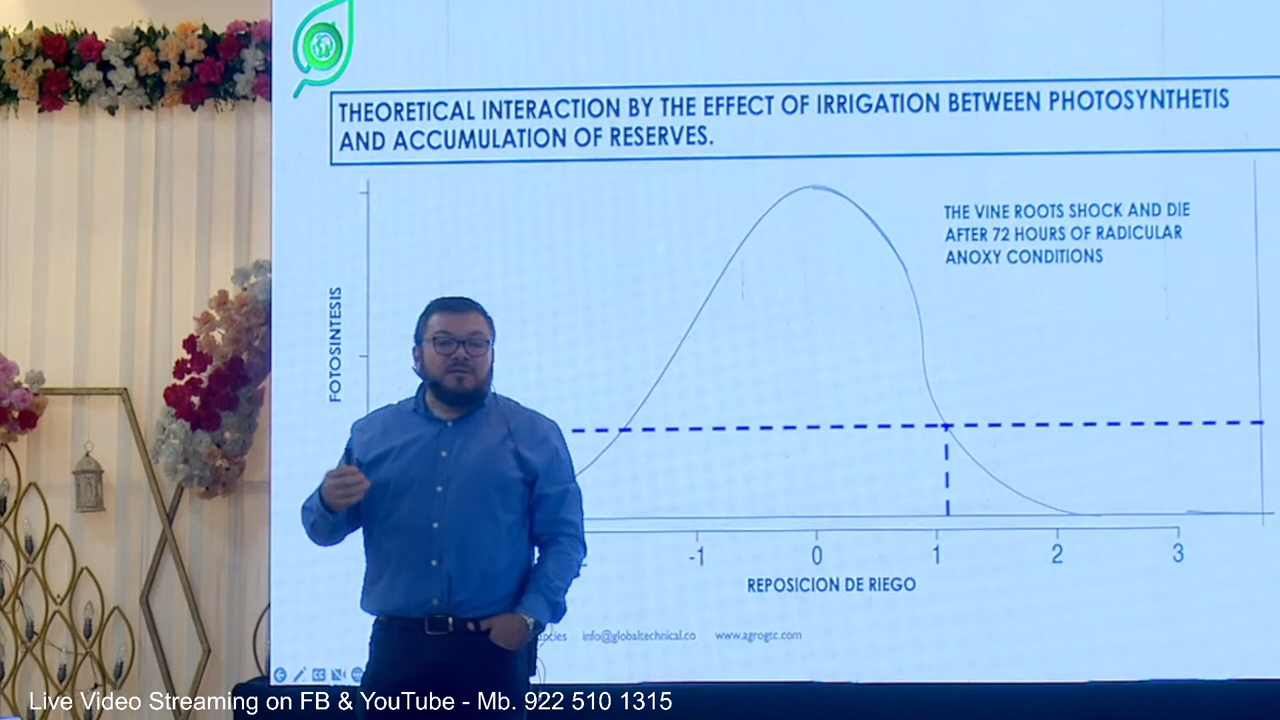 THEORETICAL INTERACTION BY THE EFFECT OF IRRIGATION BETWEEN PHOTOSYNTHETIS
AND ACCUMULATION OF RESERVES.
THE VINE ROOTS SHOCK AND DIE
AFTER 72 HOURS OF RADICULAR
ANOXY CONDITIONS
FOTOSINTESIS
-1 0 1 2 3
REPOSICION DE RIEGO
info@globaltechnical.co www.agrogtc.com
Live Video Streaming on FB & YouTube - Mb. 922 510 1315